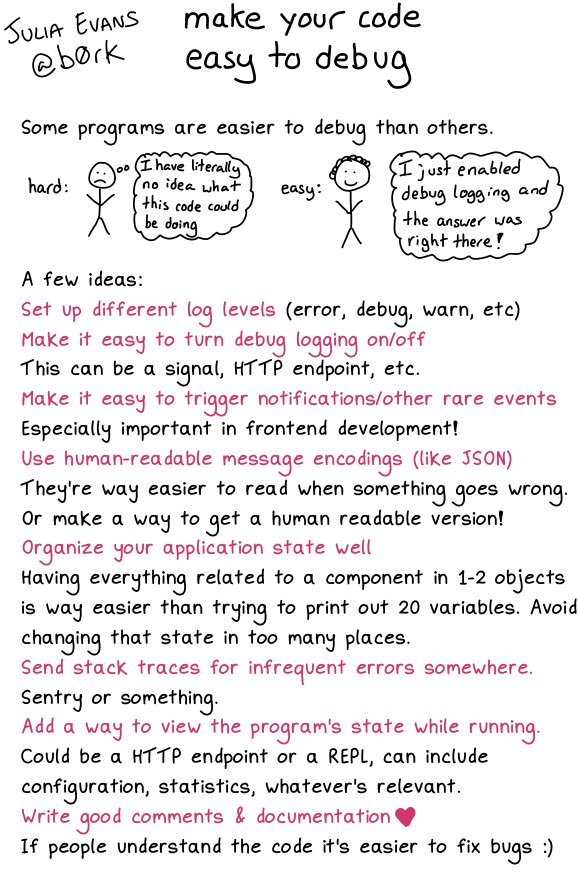 JULIA EVANS
@b0rk
make your code
easy to debug
Some programs are easier to debug than others.
hard:
I have literally
no idea what
this code could
be doing
easy:
I just enabled
debug logging and
the answer was
right there!
A few ideas:
Set up different log levels (error, debug, warn, etc)
Make it easy to turn debug logging on/off
This can be a signal, HTTP endpoint, etc.
Make it easy to trigger notifications/other rare events
Especially important in frontend development!
Use human-readable message encodings (like JSON)
They're way easier to read when something goes wrong.
Or make a way to get a human readable version!
Organize your application state well
Having everything related to a component in 1-2 objects
is way easier than trying to print out 20 variables. Avoid
changing that state in too many places.
Send stack traces for infrequent errors somewhere.
Sentry or something.
Add a way to view the program's state while running.
Could be a HTTP endpoint or a REPL, can include
configuration, statistics, whatever's relevant.
Write good comments & documentation ♥
If people understand the code it's easier to fix bugs :)